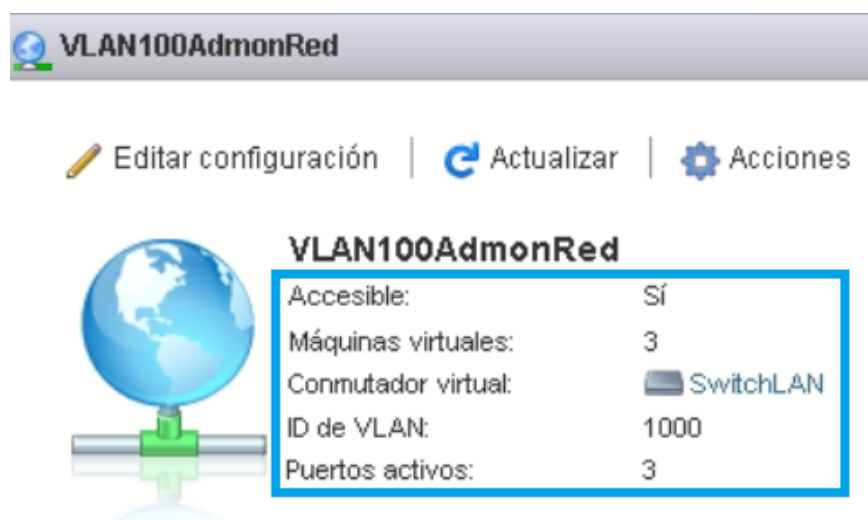 VLAN100AdmonRed
Editar configuración | Actualizar | Acciones
VLAN100AdmonRed
Accesible: Sí
Máquinas virtuales: 3
Conmutador virtual: SwitchLAN
ID de VLAN: 1000
Puertos activos: 3